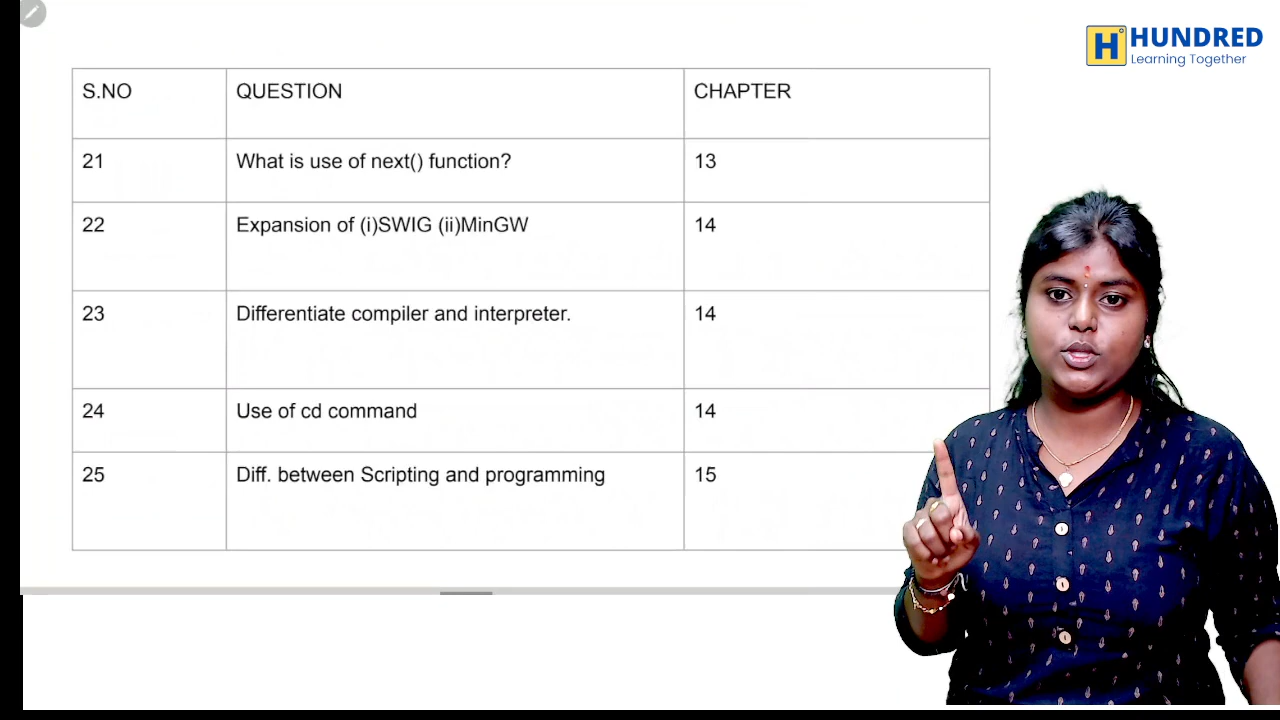 H° HUNDRED
Learning Together
S.NO QUESTION CHAPTER
21 What is use of next() function? 13
22 Expansion of (i)SWIG (ii)MinGW 14
23 Differentiate compiler and interpreter. 14
24 Use of cd command 14
25 Diff. between Scripting and programming 15